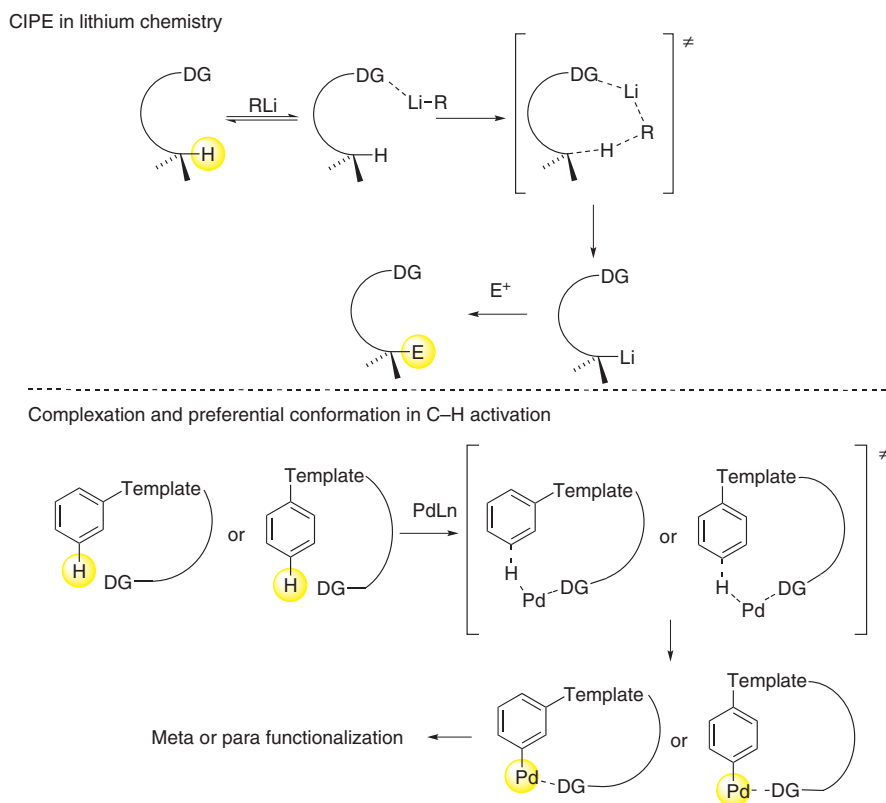 CIPE in lithium chemistry
DG
H
RLi
DG
Li–R
H
DG
Li
R
H
≠
DG
E
E+
DG
Li
Complexation and preferential conformation in C–H activation
Template
H
DG
or
Template
H
DG
PdLn
Template
H
Pd
DG
or
Template
H
Pd
DG
≠
Meta or para functionalization
Template
Pd
DG
or
Template
Pd
DG